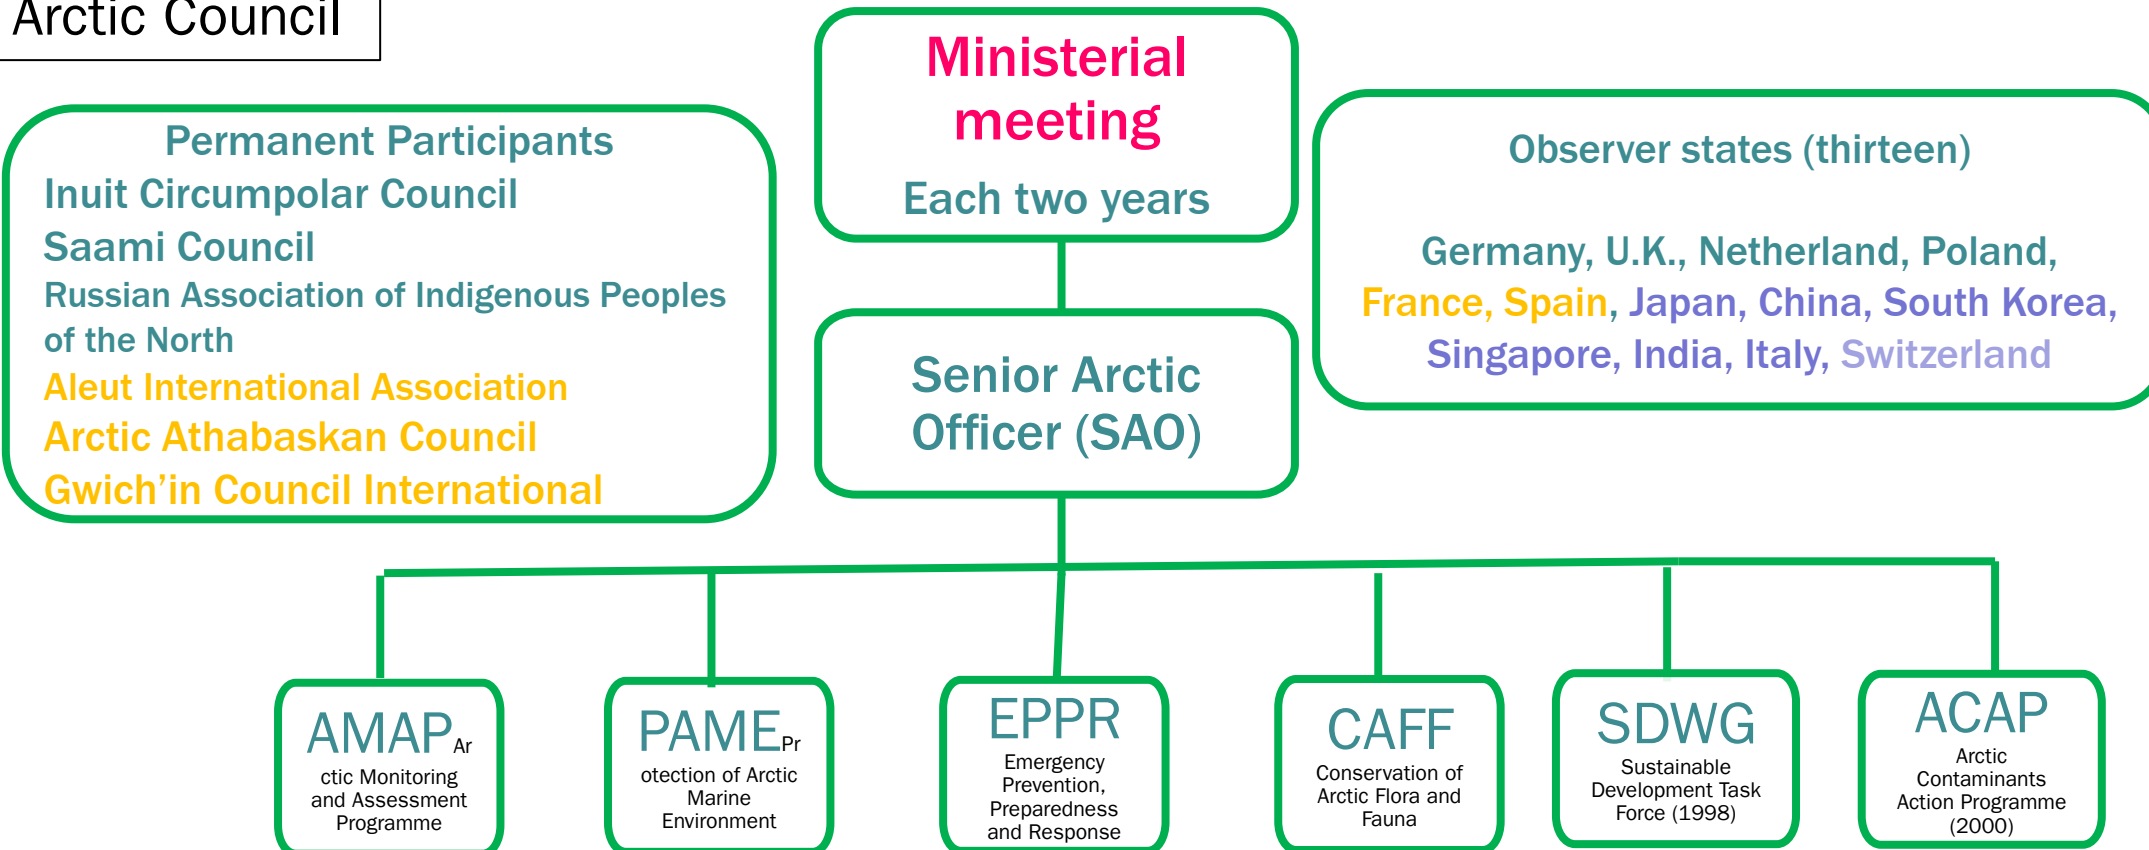 Arctic Council
Ministerial
meeting
Each two years
Permanent Participants
Inuit Circumpolar Council
Saami Council
Russian Association of Indigenous Peoples
of the North
Aleut International Association
Arctic Athabaskan Council
Gwich’in Council International
Observer states (thirteen)
Germany, U.K., Netherland, Poland,
France, Spain, Japan, China, South Korea,
Singapore, India, Italy, Switzerland
Senior Arctic
Officer (SAO)
AMAP Ar
ctic Monitoring
and Assessment
Programme
PAME Pr
otection of Arctic
Marine
Environment
EPPR
Emergency
Prevention,
Preparedness
and Response
CAFF
Conservation of
Arctic Flora and
Fauna
SDWG
Sustainable
Development Task
Force (1998)
ACAP
Arctic
Contaminants
Action Programme
(2000)